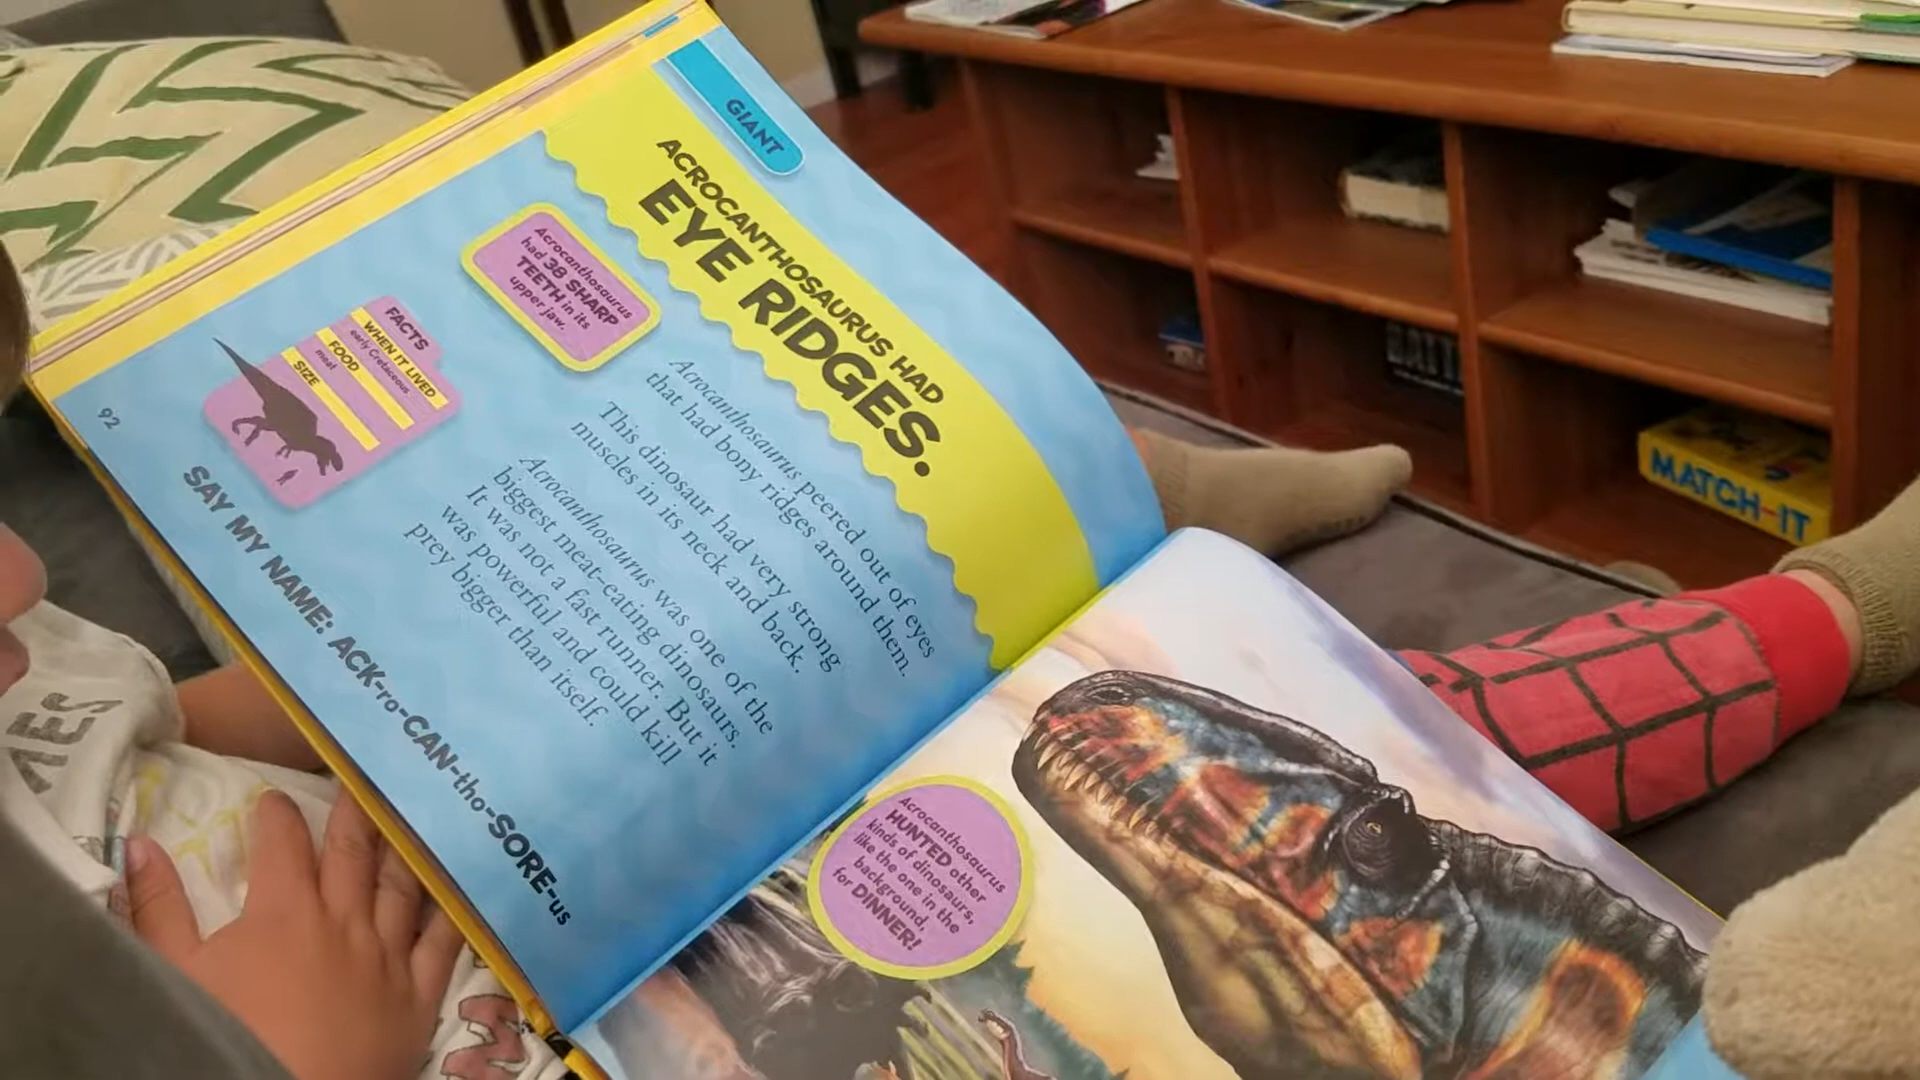 GIANT
ACROCANTHOSAURUS HAD
EYE RIDGES.
Acrocanthosaurus
had 38 SHARP
TEETH in its
upper jaw.
FACTS
WHEN IT LIVED
early Cretaceous
FOOD
meat
SIZE
Acrocanthosaurus peered out of eyes
that had bony ridges around them.
This dinosaur had very strong
muscles in its neck and back.
Acrocanthosaurus was one of the
biggest meat-eating dinosaurs.
It was not a fast runner. But it
was powerful and could kill
prey bigger than itself.
SAY MY NAME: ACK-ro-CAN-tho-SORE-us
92
Acrocanthosaurus
HUNTED other
kinds of dinosaurs,
like the one in the
background,
for DINNER!
MATCH-IT